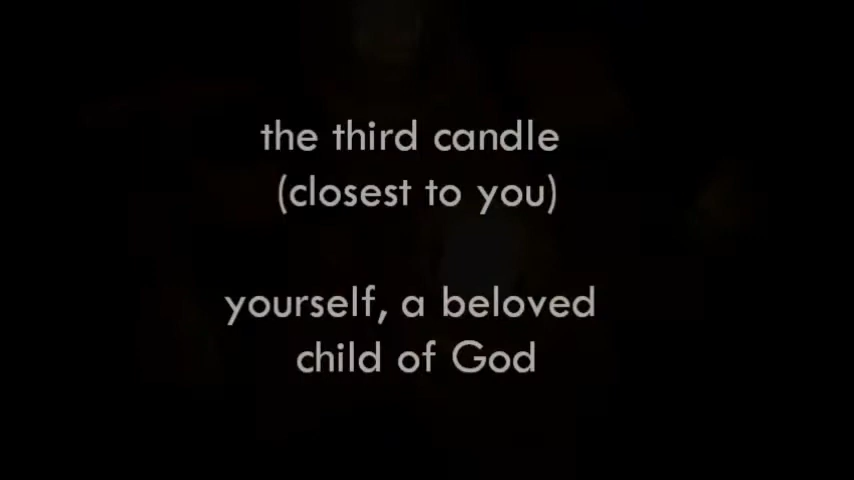 the third candle
(closest to you)
yourself, a beloved
child of God